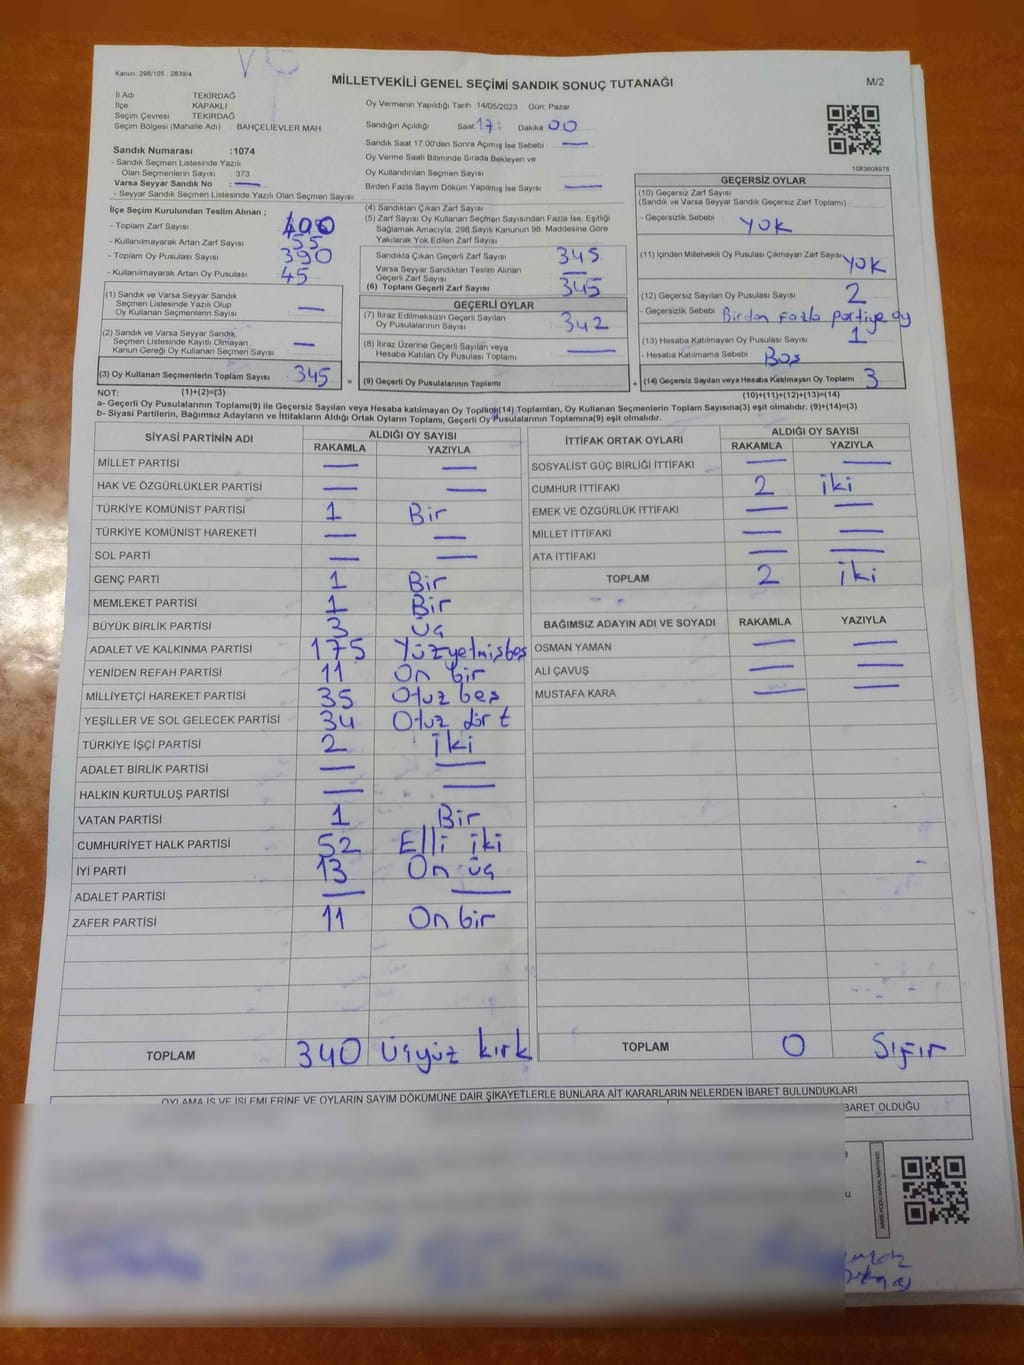 Kanun: 298/105 , 2839/4
MİLLETVEKİLİ GENEL SEÇİMİ SANDIK SONUÇ TUTANAĞI
M/2
İl Adı TEKİRDAĞ
İlçe KAPAKLI
Seçim Çevresi TEKİRDAĞ
Seçim Bölgesi (Mahalle Adı) BAHÇELİEVLER MAH
Sandık Numarası :1074
- Sandık Seçmen Listesinde Yazılı
Olan Seçmenlerin Sayısı 373
Varsa Seyyar Sandık No : —
- Seyyar Sandık Seçmen Listesinde Yazılı Olan Seçmen Sayısı
Oy Vermenin Yapıldığı Tarih 14/05/2023 Gün: Pazar
Sandığın Açıldığı Saat 17: Dakika 00
Sandık Saat 17.00'den Sonra Açılmış İse Sebebi —
Oy Verme Saati Bitiminde Sırada Bekleyen ve
Oy Kullandırılan Seçmen Sayısı
Birden Fazla Sayım Döküm Yapılmış İse Sayısı —
1083608978
İlçe Seçim Kurulundan Teslim Alınan ;
- Toplam Zarf Sayısı 400
- Kullanılmayarak Artan Zarf Sayısı 55
- Toplam Oy Pusulası Sayısı 390
- Kullanılmayarak Artan Oy Pusulası 45
(1) Sandık ve Varsa Seyyar Sandık
Seçmen Listesinde Yazılı Olup
Oy Kullanan Seçmenlerin Sayısı —
(2) Sandık ve Varsa Seyyar Sandık
Seçmen Listesinde Kayıtlı Olmayan
Kanun Gereği Oy Kullanan Seçmen Sayısı —
(3) Oy Kullanan Seçmenlerin Toplam Sayısı 345 =
(1)+(2)=(3)
(4) Sandıktan Çıkan Zarf Sayısı
(5) Zarf Sayısı Oy Kullanan Seçmen Sayısından Fazla İse, Eşitliği
Sağlamak Amacıyla, 298 Sayılı Kanunun 98. Maddesine Göre
Yakılarak Yok Edilen Zarf Sayısı
Sandıkta Çıkan Geçerli Zarf Sayısı 345
Varsa Seyyar Sandıktan Teslim Alınan
Geçerli Zarf Sayısı —
(6) Toplam Geçerli Zarf Sayısı 345
GEÇERLİ OYLAR
(7) İtiraz Edilmeksizin Geçerli Sayılan
Oy Pusulalarının Sayısı 342
(8) İtiraz Üzerine Geçerli Sayılan veya
Hesaba Katılan Oy Pusulası Toplamı —
(9) Geçerli Oy Pusulalarının Toplamı +
GEÇERSİZ OYLAR
(10) Geçersiz Zarf Sayısı
(Sandık ve Varsa Seyyar Sandık Geçersiz Zarf Toplamı)
- Geçersizlik Sebebi YOK
(11) İçinden Milletvekili Oy Pusulası Çıkmayan Zarf Sayısı YOK
(12) Geçersiz Sayılan Oy Pusulası Sayısı 2
- Geçersizlik Sebebi Birden fazla partiye oy
(13) Hesaba Katılmayan Oy Pusulası Sayısı 1
- Hesaba Katılmama Sebebi Boş
(14) Geçersiz Sayılan veya Hesaba Katılmayan Oy Toplamı 3
(10)+(11)+(12)+(13)=(14)
NOT:
a- Geçerli Oy Pusulaların Toplamı(9) ile Geçersiz Sayılan veya Hesaba katılmayan Oy Toplamı(14) Toplamları, Oy Kullanan Seçmenlerin Toplam Sayısına(3) eşit olmalıdır. (9)+(14)=(3)
b- Siyasi Partilerin, Bağımsız Adayların ve İttifakların Aldığı Ortak Oyların Toplamı, Geçerli Oy Pusulalarının Toplamına(9) eşit olmalıdır.
SİYASİ PARTİNİN ADI ALDIĞI OY SAYISI
RAKAMLA YAZIYLA
MİLLET PARTİSİ — —
HAK VE ÖZGÜRLÜKLER PARTİSİ — —
TÜRKİYE KOMÜNİST PARTİSİ 1 Bir
TÜRKİYE KOMÜNİST HAREKETİ — —
SOL PARTİ — —
GENÇ PARTİ 1 Bir
MEMLEKET PARTİSİ 1 Bir
BÜYÜK BİRLİK PARTİSİ 3 üç
ADALET VE KALKINMA PARTİSİ 175 Yüzyetmişbeş
YENİDEN REFAH PARTİSİ 11 On bir
MİLLİYETÇİ HAREKET PARTİSİ 35 Otuz beş
YEŞİLLER VE SOL GELECEK PARTİSİ 34 Otuz dört
TÜRKİYE İŞÇİ PARTİSİ 2 iki
ADALET BİRLİK PARTİSİ — —
HALKIN KURTULUŞ PARTİSİ — —
VATAN PARTİSİ 1 Bir
CUMHURİYET HALK PARTİSİ 52 Elli iki
İYİ PARTİ 13 On üç
ADALET PARTİSİ — —
ZAFER PARTİSİ 11 On bir
TOPLAM 340 üçyüz kırk
İTTİFAK ORTAK OYLARI ALDIĞI OY SAYISI
RAKAMLA YAZIYLA
SOSYALİST GÜÇ BİRLİĞİ İTTİFAKI — —
CUMHUR İTTİFAKI 2 iki
EMEK VE ÖZGÜRLÜK İTTİFAKI — —
MİLLET İTTİFAKI — —
ATA İTTİFAKI — —
TOPLAM 2 iki
BAĞIMSIZ ADAYIN ADI VE SOYADI RAKAMLA YAZIYLA
OSMAN YAMAN — —
ALİ ÇAVUŞ — —
MUSTAFA KARA — —
TOPLAM 0 Sıfır
OYLAMA İŞ VE İŞLEMLERİNE VE OYLARIN SAYIM DÖKÜMÜNE DAİR ŞİKAYETLERLE BUNLARA AİT KARARLARIN NELERDEN İBARET BULUNDUKLARI
BARET OLDUĞU